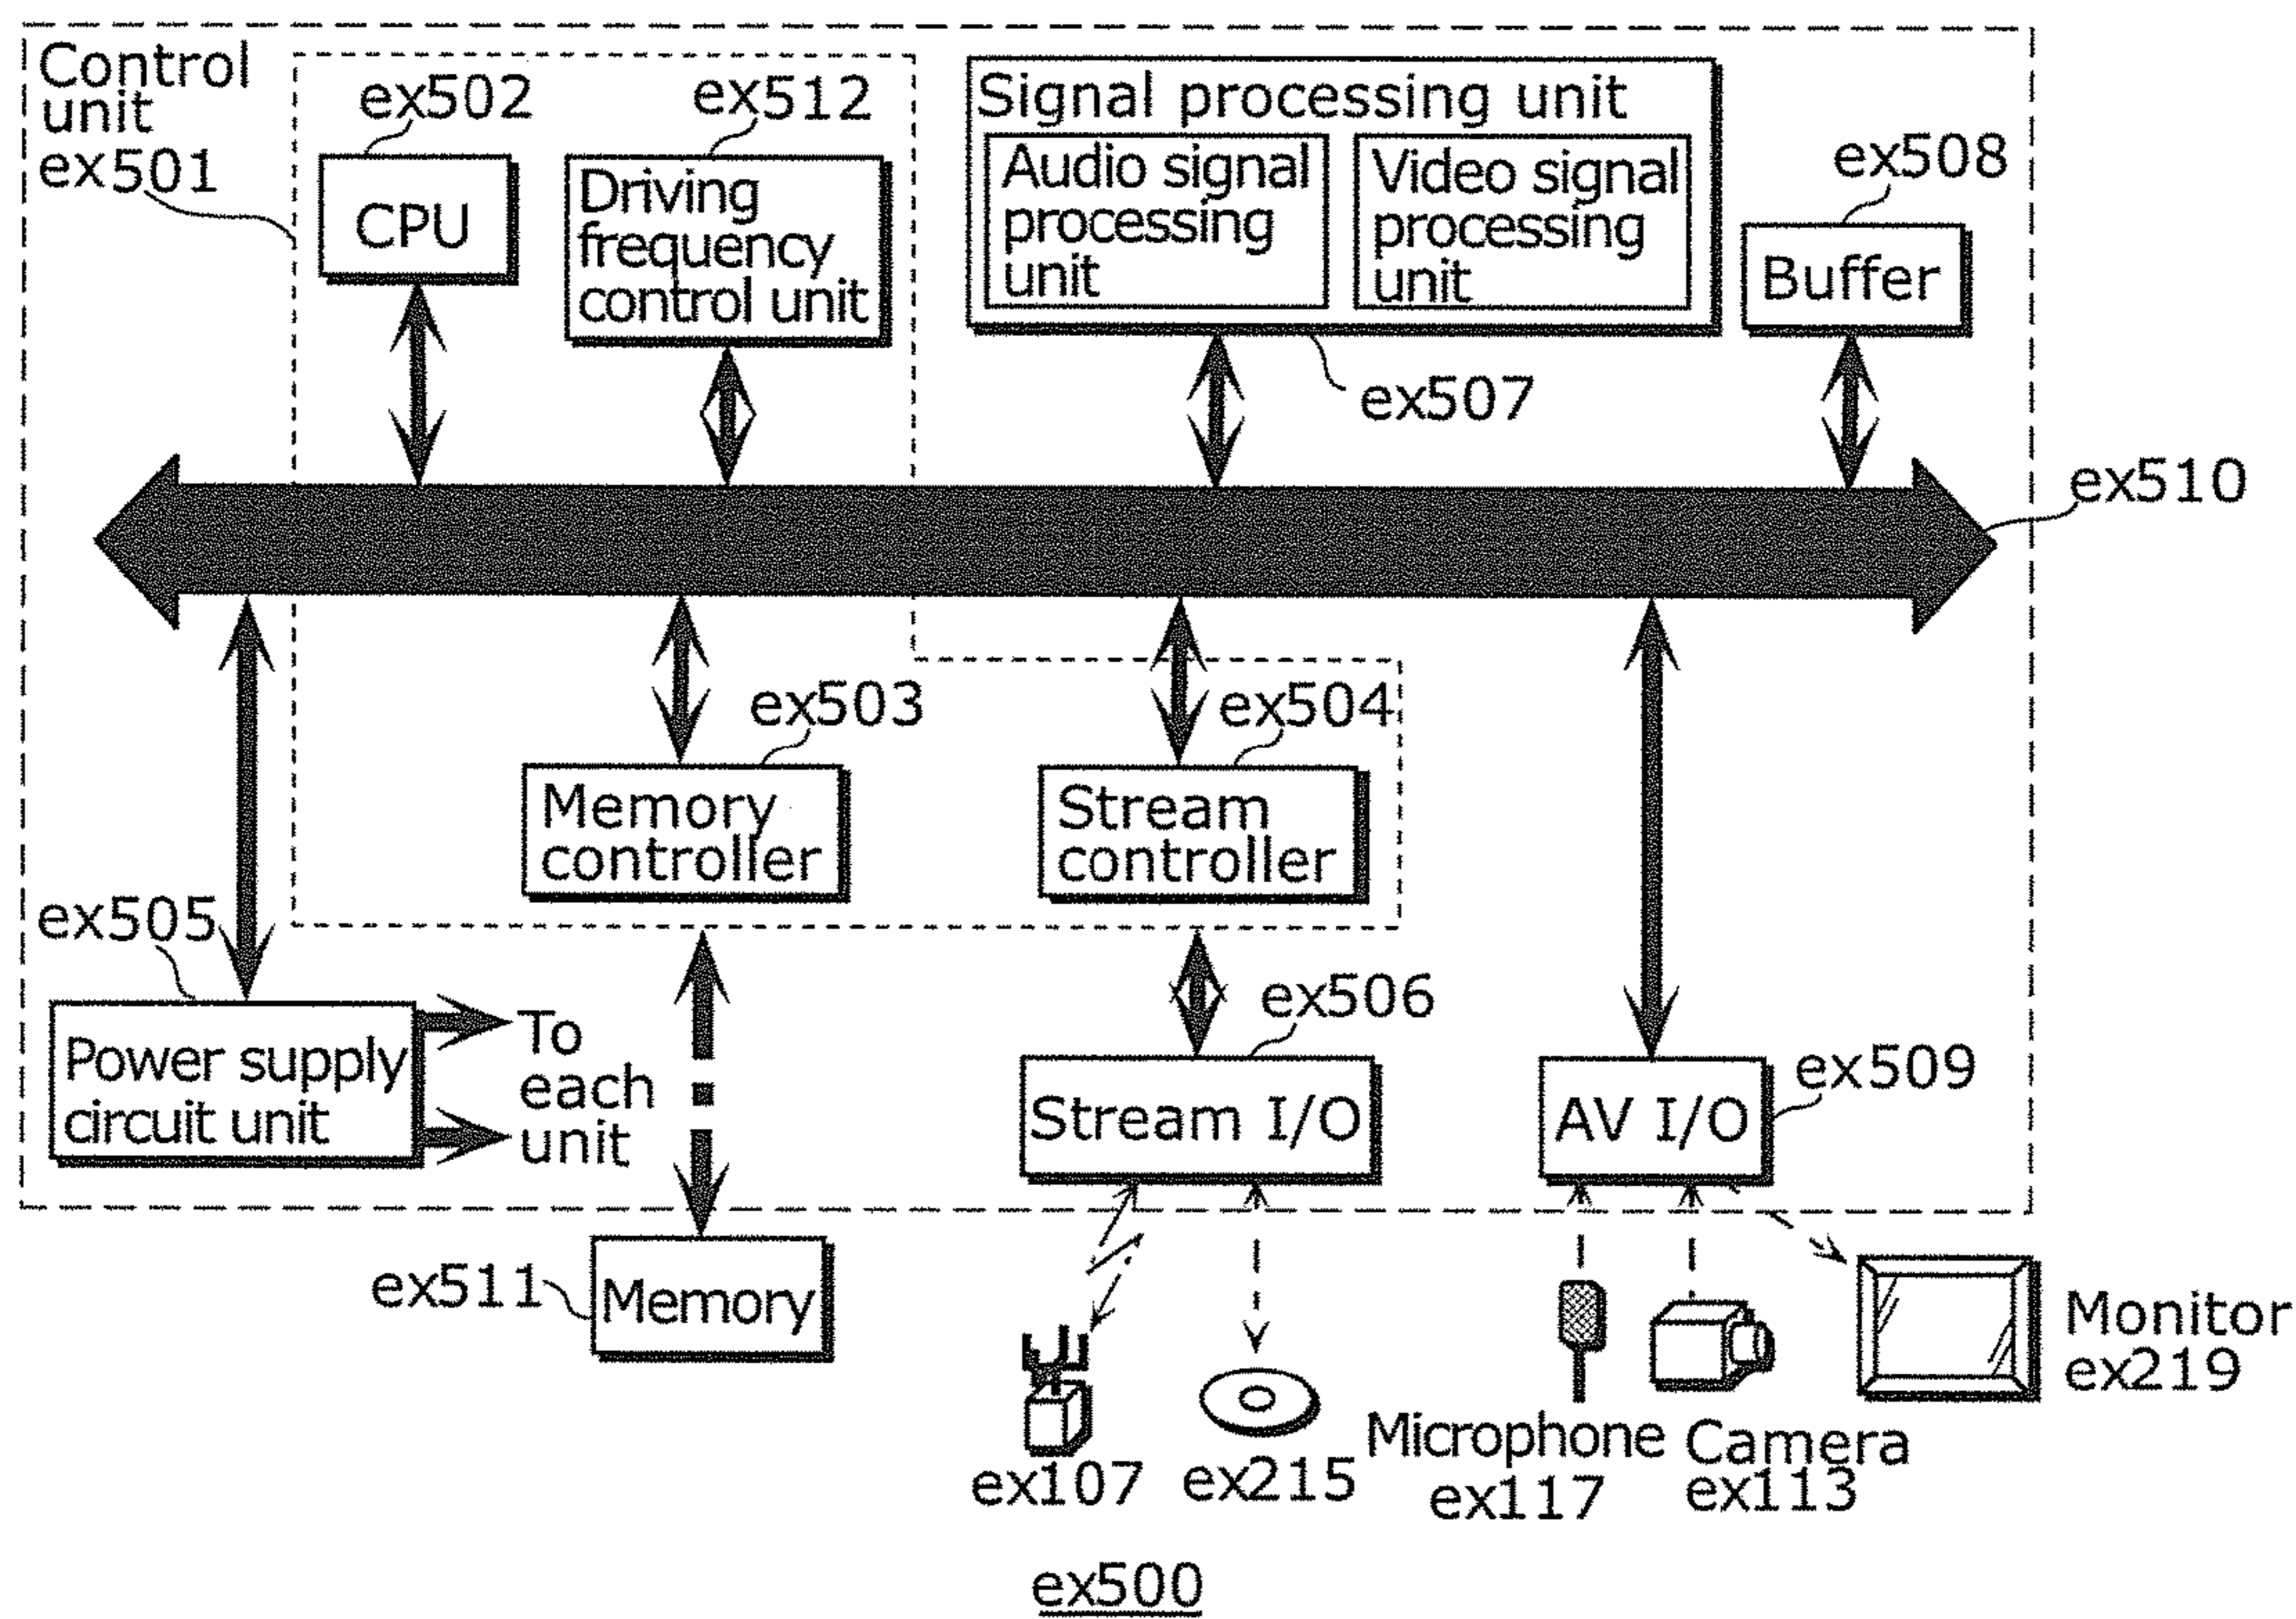 Control
unit
ex501
ex502
CPU
ex512
Driving
frequency
control unit
Signal processing unit
Audio signal
processing
unit
Video signal
processing
unit
ex507
ex508
Buffer
ex510
ex503
Memory
controller
ex504
Stream
controller
ex505
Power supply
circuit unit
To
each
unit
ex506
Stream I/O
ex509
AV I/O
ex511
Memory
ex107
ex215
Microphone
ex117
Camera
ex113
Monitor
ex219
ex500